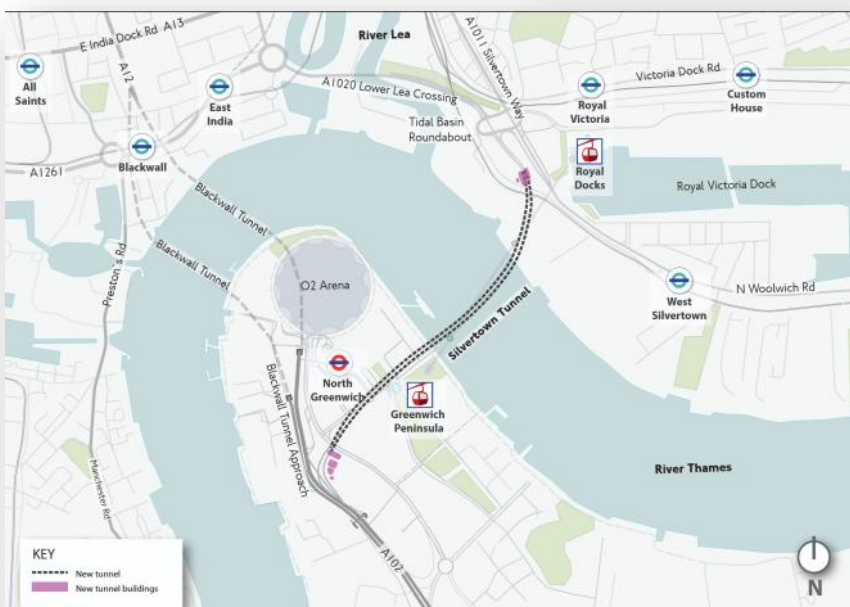 E India Dock Rd A13
River Lea
A1011 Silvertown Way
All
Saints
A12
East
India
A1020 Lower Lea Crossing
Royal
Victoria
Victoria Dock Rd
Custom
House
Tidal Basin
Roundabout
Blackwall
A1261
Royal
Docks
Royal Victoria Dock
Blackwall Tunnel
Blackwall Tunnel
Preston's Rd
O2 Arena
Silvertown Tunnel
West
Silvertown
N Woolwich Rd
North
Greenwich
Greenwich
Peninsula
Blackwall Tunnel Approach
Manchester Rd
River Thames
A102
KEY
New tunnel
New tunnel buildings
N